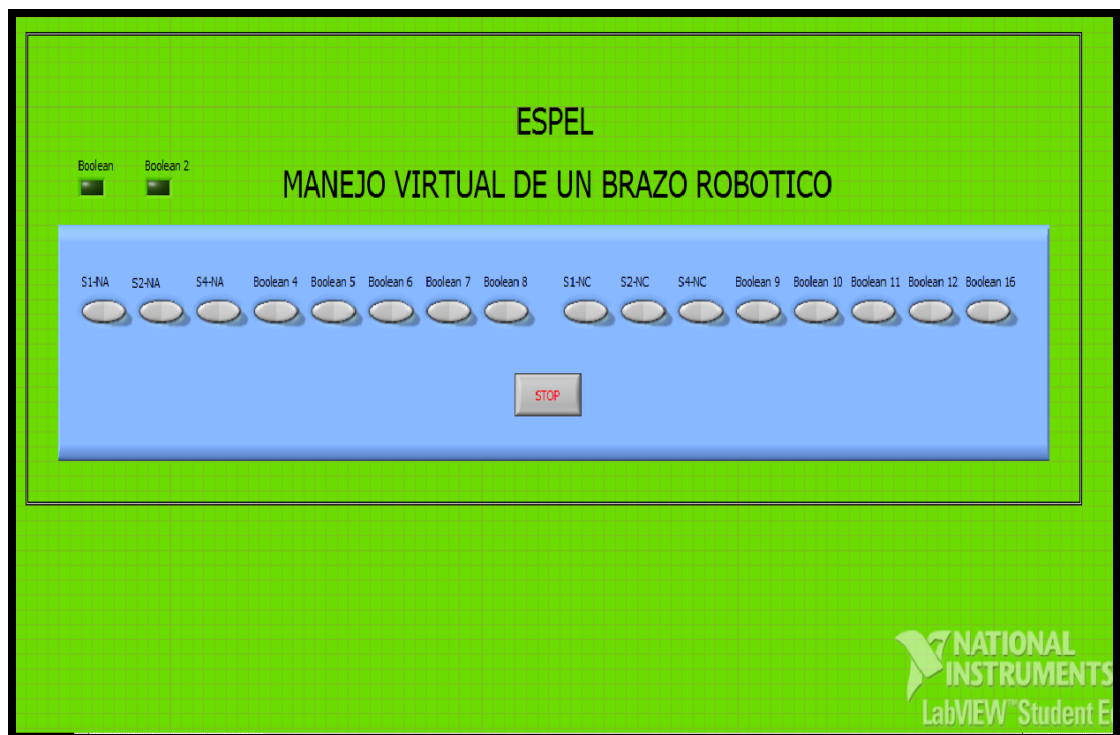 ESPEL
Boolean Boolean 2
MANEJO VIRTUAL DE UN BRAZO ROBOTICO
S1-NA S2-NA S4-NA Boolean 4 Boolean 5 Boolean 6 Boolean 7 Boolean 8 S1-NC S2-NC S4-NC Boolean 9 Boolean 10 Boolean 11 Boolean 12 Boolean 16
STOP
NATIONAL
INSTRUMENTS
LabVIEW™ Student E